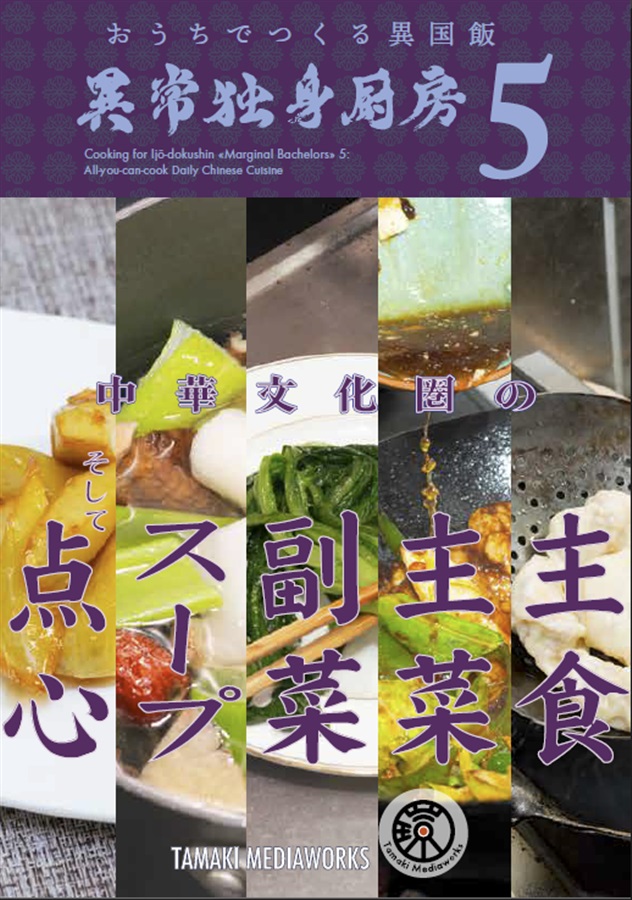 おうちでつくる異国飯
異常独身厨房 5
Cooking for Ijō-dokushin «Marginal Bachelors» 5:
All-you-can-cook Daily Chinese Cuisine
中華文化圏の
主食
主菜
副菜
スープ
そして
点心
TAMAKI MEDIAWORKS
Tamaki Mediaworks